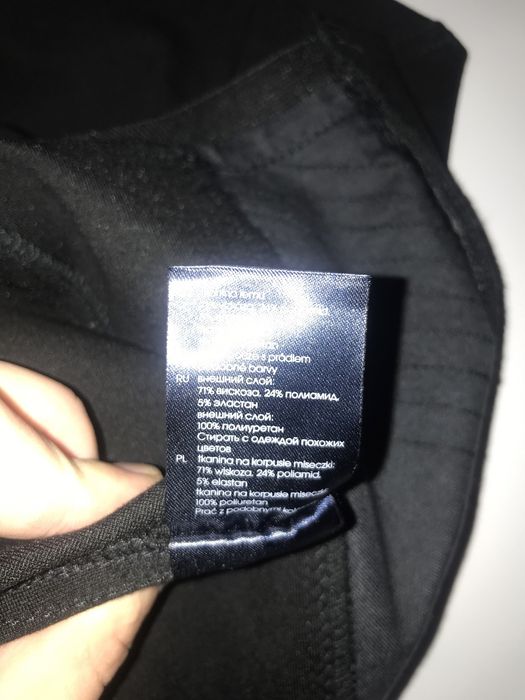 s prádlem
barvy
RU внешний слой:
71% вискоза, 24% полиамид,
5% эластан
внешний слой:
100% полиуретан
Стирать с одеждой похожих
цветов
PL tkanina na korpusie miseczki:
71% wiskoza, 24% poliamid,
5% elastan
tkanina na korpusie miseczki
100% poliuretan
Prać z podobnymi